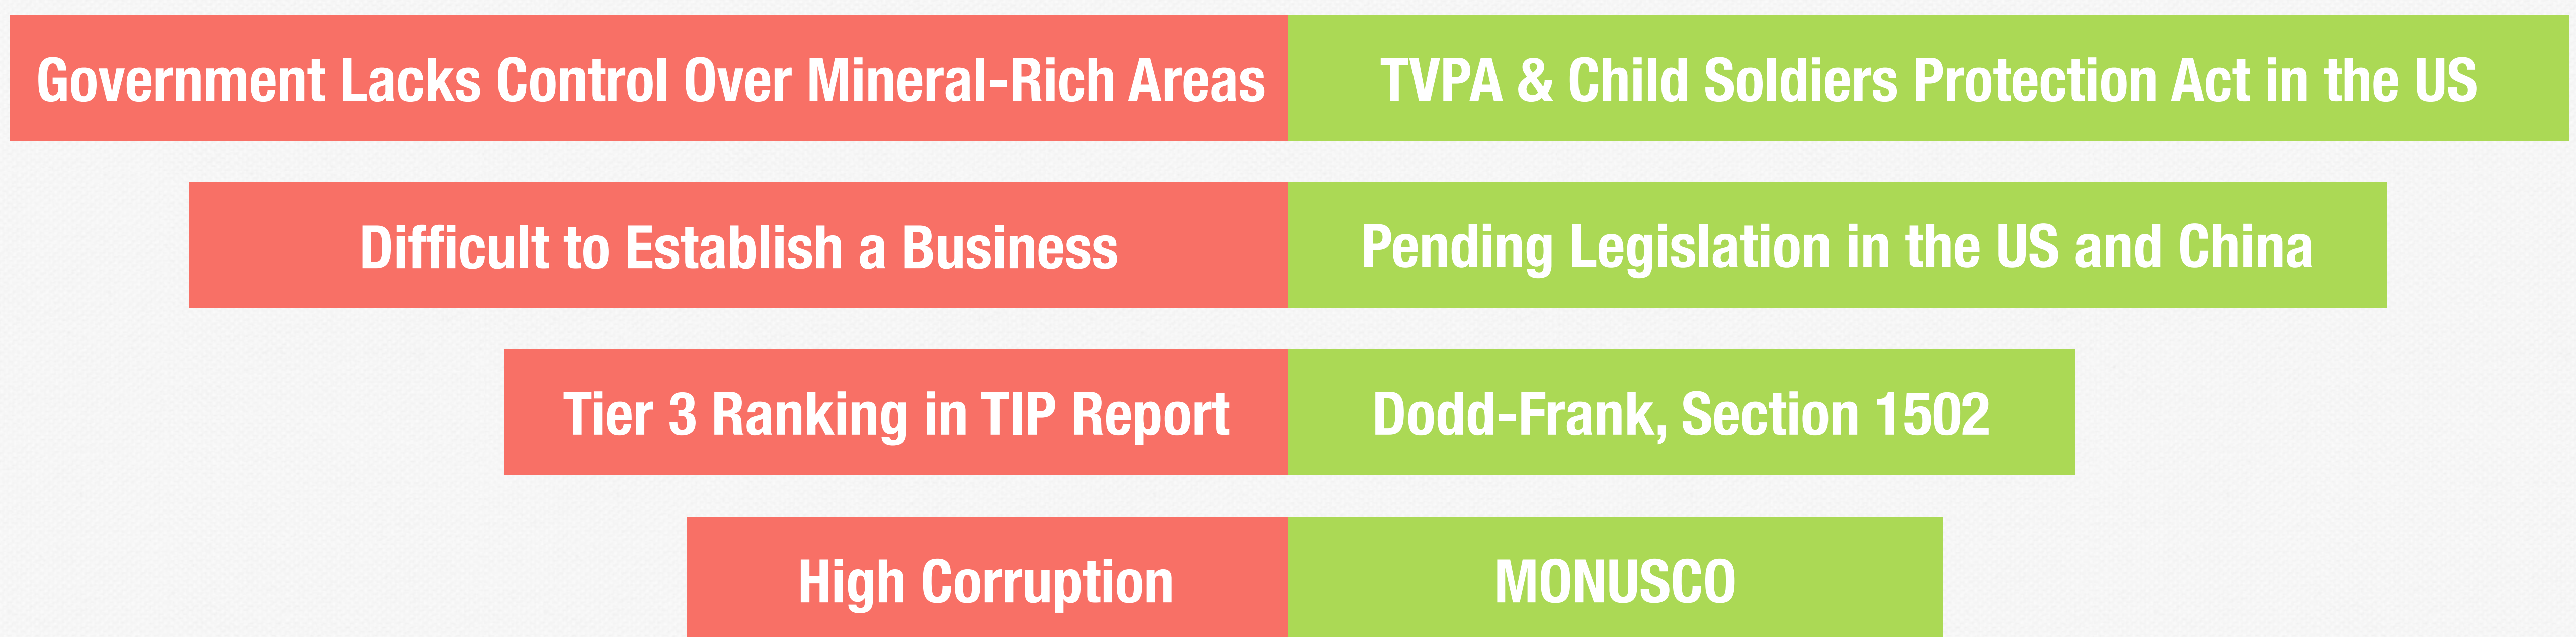 Government Lacks Control Over Mineral-Rich Areas
TVPA & Child Soldiers Protection Act in the US
Difficult to Establish a Business
Pending Legislation in the US and China
Tier 3 Ranking in TIP Report
Dodd-Frank, Section 1502
High Corruption
MONUSCO